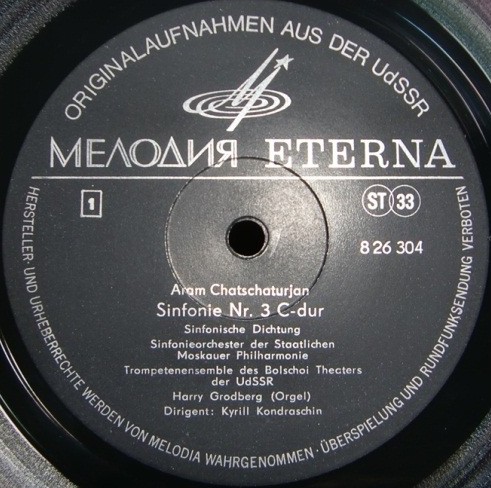 ORIGINALAUFNAHMEN AUS DER UdSSR
МЕЛОДИЯ ETERNA
1
ST 33
8 26 304
Aram Chatschaturjan
Sinfonie Nr. 3 C-dur
Sinfonische Dichtung
Sinfonieorchester der Staatlichen
Moskauer Philharmonie
Trompetenensemble des Bolschoi Theaters
der UdSSR
Harry Grodberg (Orgel)
Dirigent: Kyrill Kondraschin
HERSTELLER- UND URHEBERRECHTE WERDEN VON MELODIA WAHRGENOMMEN · ÜBERSPIELUNG UND RUNDFUNKSENDUNG VERBOTEN